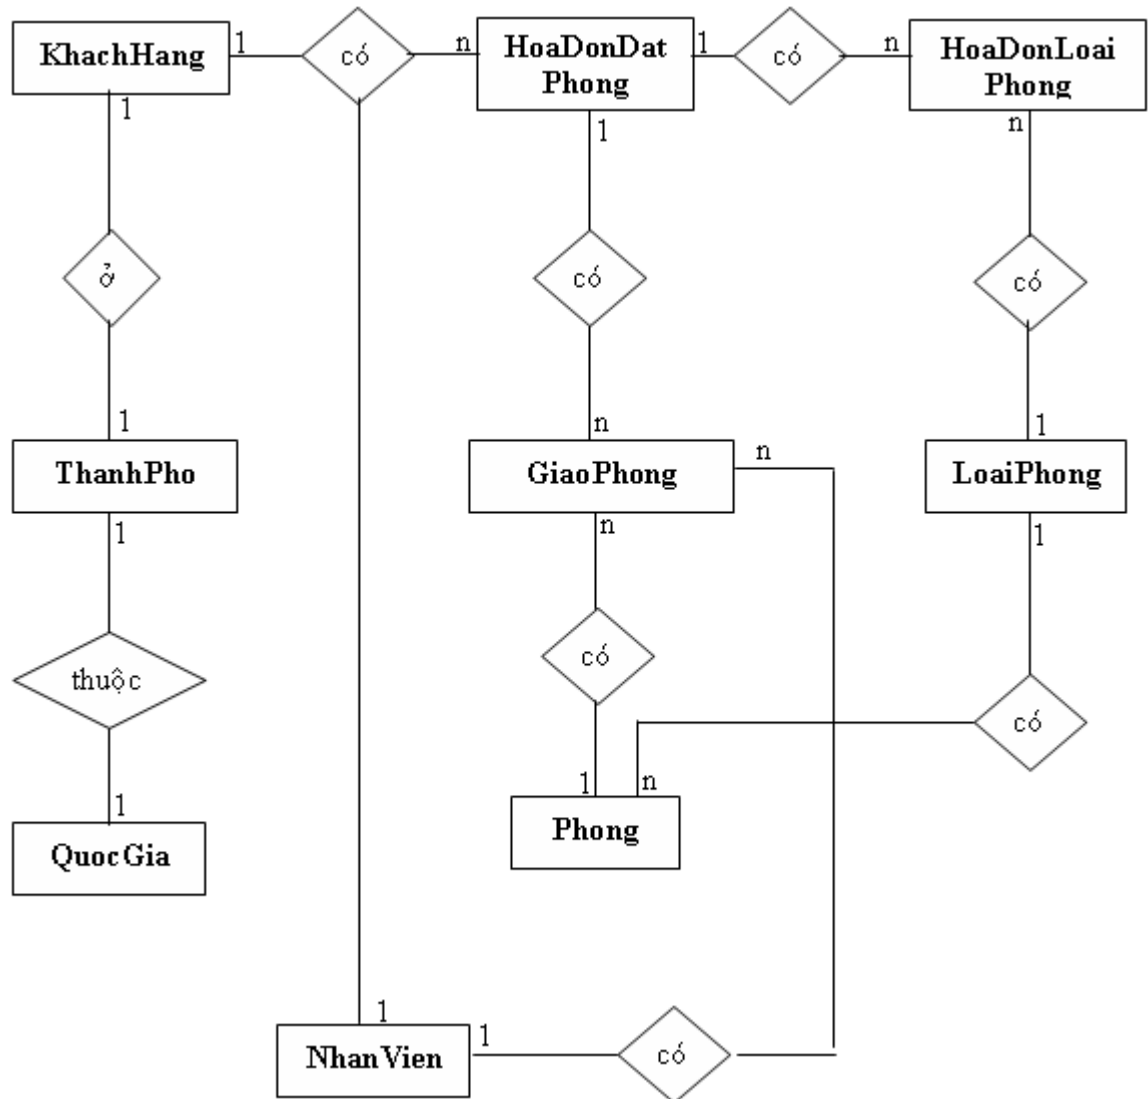 KhachHang
1
có
n
HoaDonDat
Phong
1
có
n
HoaDonLoai
Phong
1
1
n
ở
có
có
1
n
1
ThanhPho
GiaoPhong
n
LoaiPhong
1
n
1
thuộc
có
có
1
1
n
QuocGia
Phong
1
1
NhanVien
có